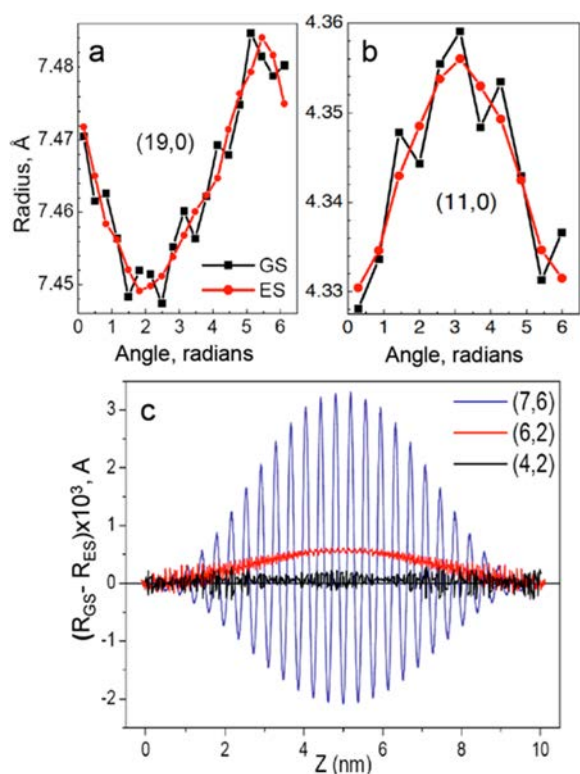 a
7.48
7.47
7.46
7.45
Radius, Å
(19,0)
GS
ES
0 1 2 3 4 5 6
Angle, radians
b
4.36
4.35
4.34
4.33
(11,0)
0 1 2 3 4 5 6
Angle, radians
c
3
2
1
0
-1
-2
(R_GS- R_ES)x10³, A
(7,6)
(6,2)
(4,2)
0 2 4 6 8 10
Z (nm)